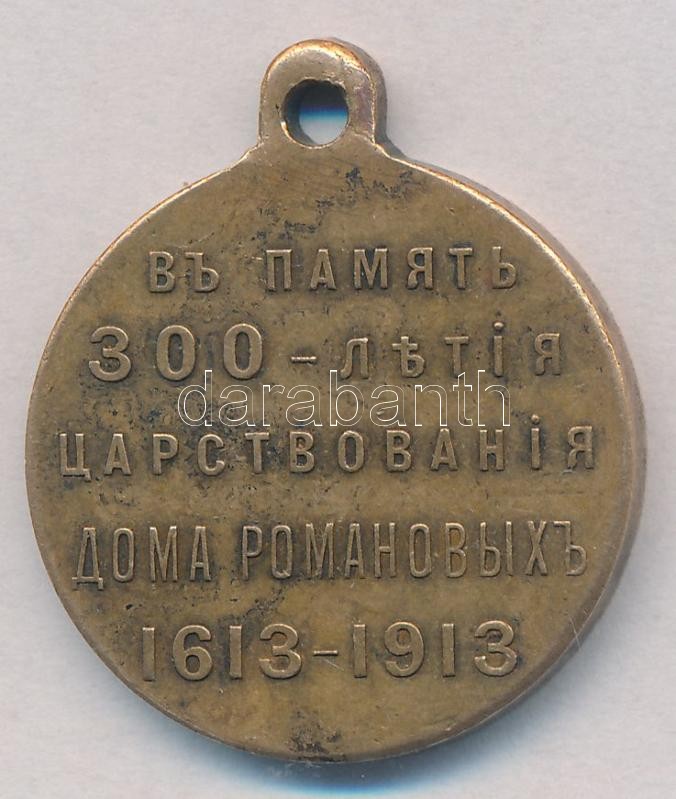 ВЪ ПАМЯТЬ
300-ЛѢТІЯ
darabanth
ЦАРСТВОВАНІЯ
ДОМА РОМАНОВЫХЪ
1613-1913